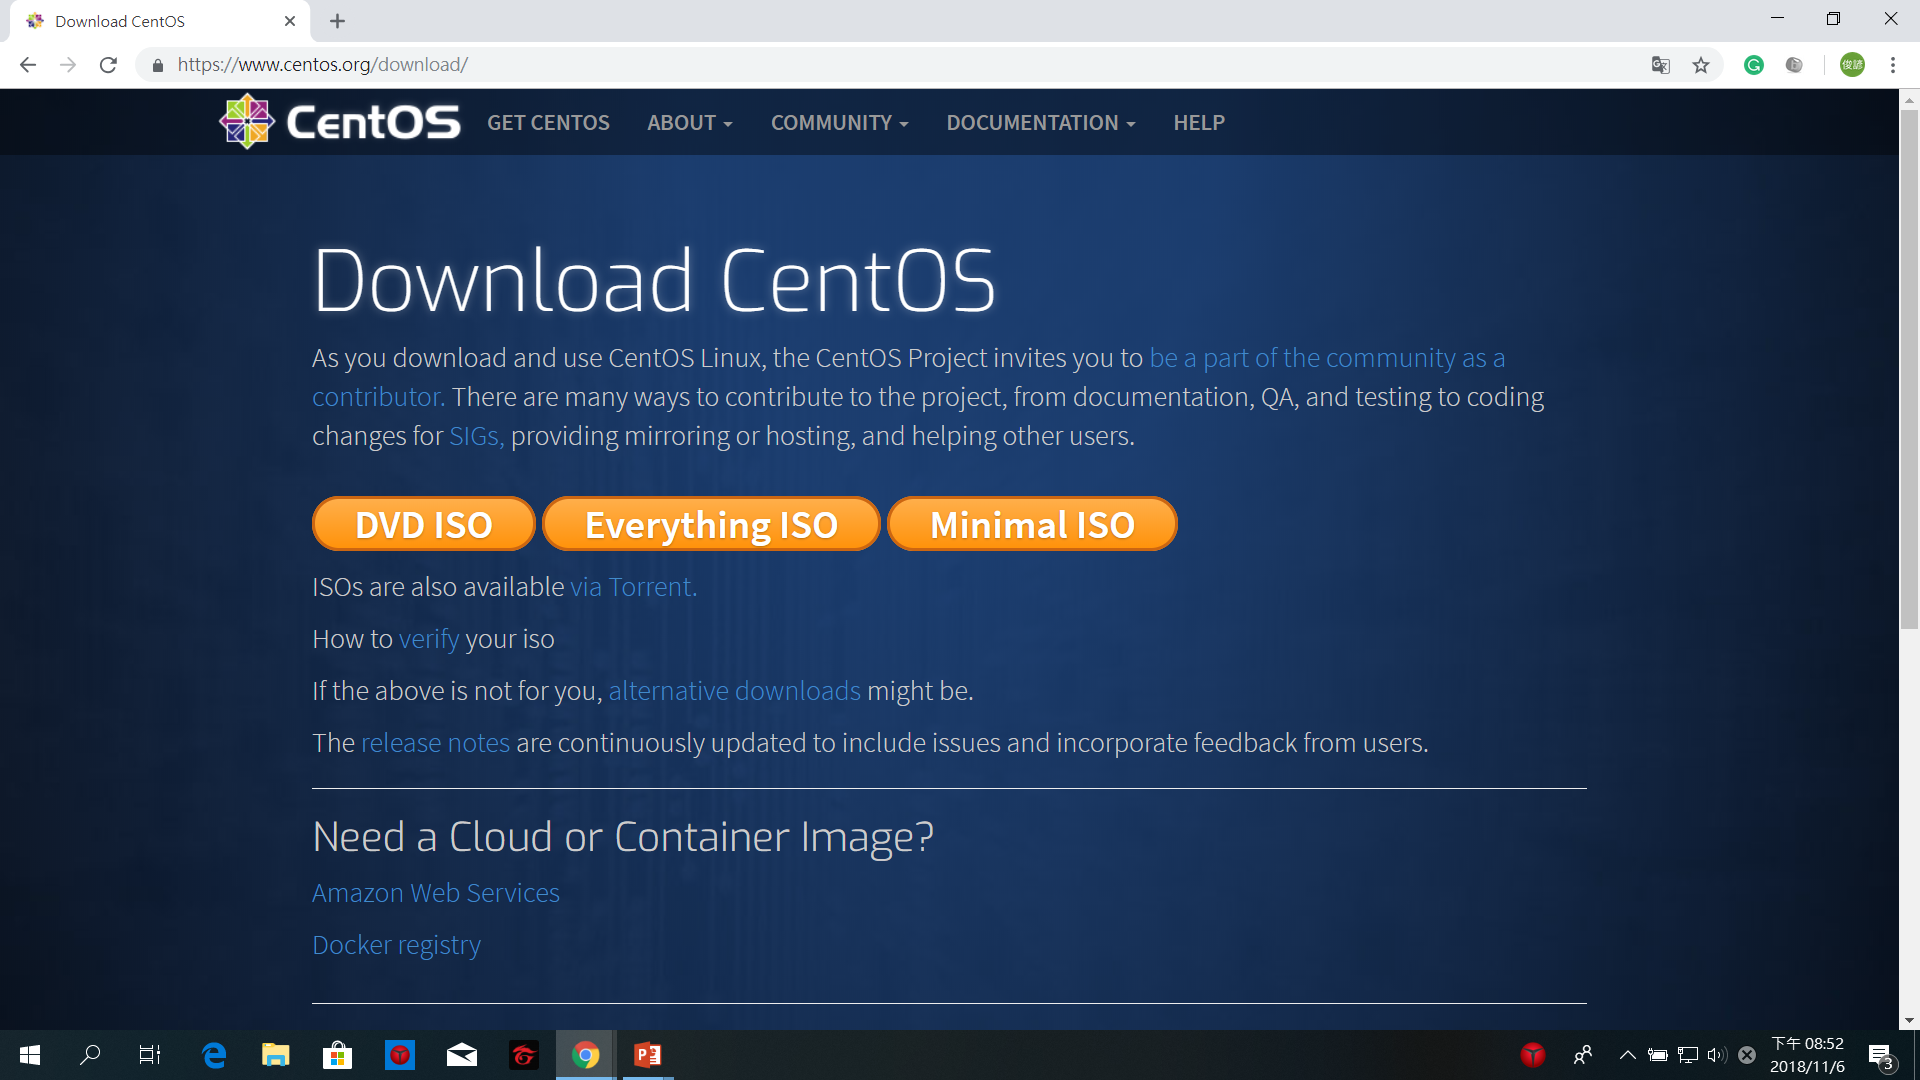 Download CentOS
https://www.centos.org/download/
俊諺
CentOS GET CENTOS ABOUT COMMUNITY DOCUMENTATION HELP
Download CentOS
As you download and use CentOS Linux, the CentOS Project invites you to be a part of the community as a
contributor. There are many ways to contribute to the project, from documentation, QA, and testing to coding
changes for SIGs, providing mirroring or hosting, and helping other users.
DVD ISO Everything ISO Minimal ISO
ISOs are also available via Torrent.
How to verify your iso
If the above is not for you, alternative downloads might be.
The release notes are continuously updated to include issues and incorporate feedback from users.
Need a Cloud or Container Image?
Amazon Web Services
Docker registry
下午 08:52
2018/11/6
3